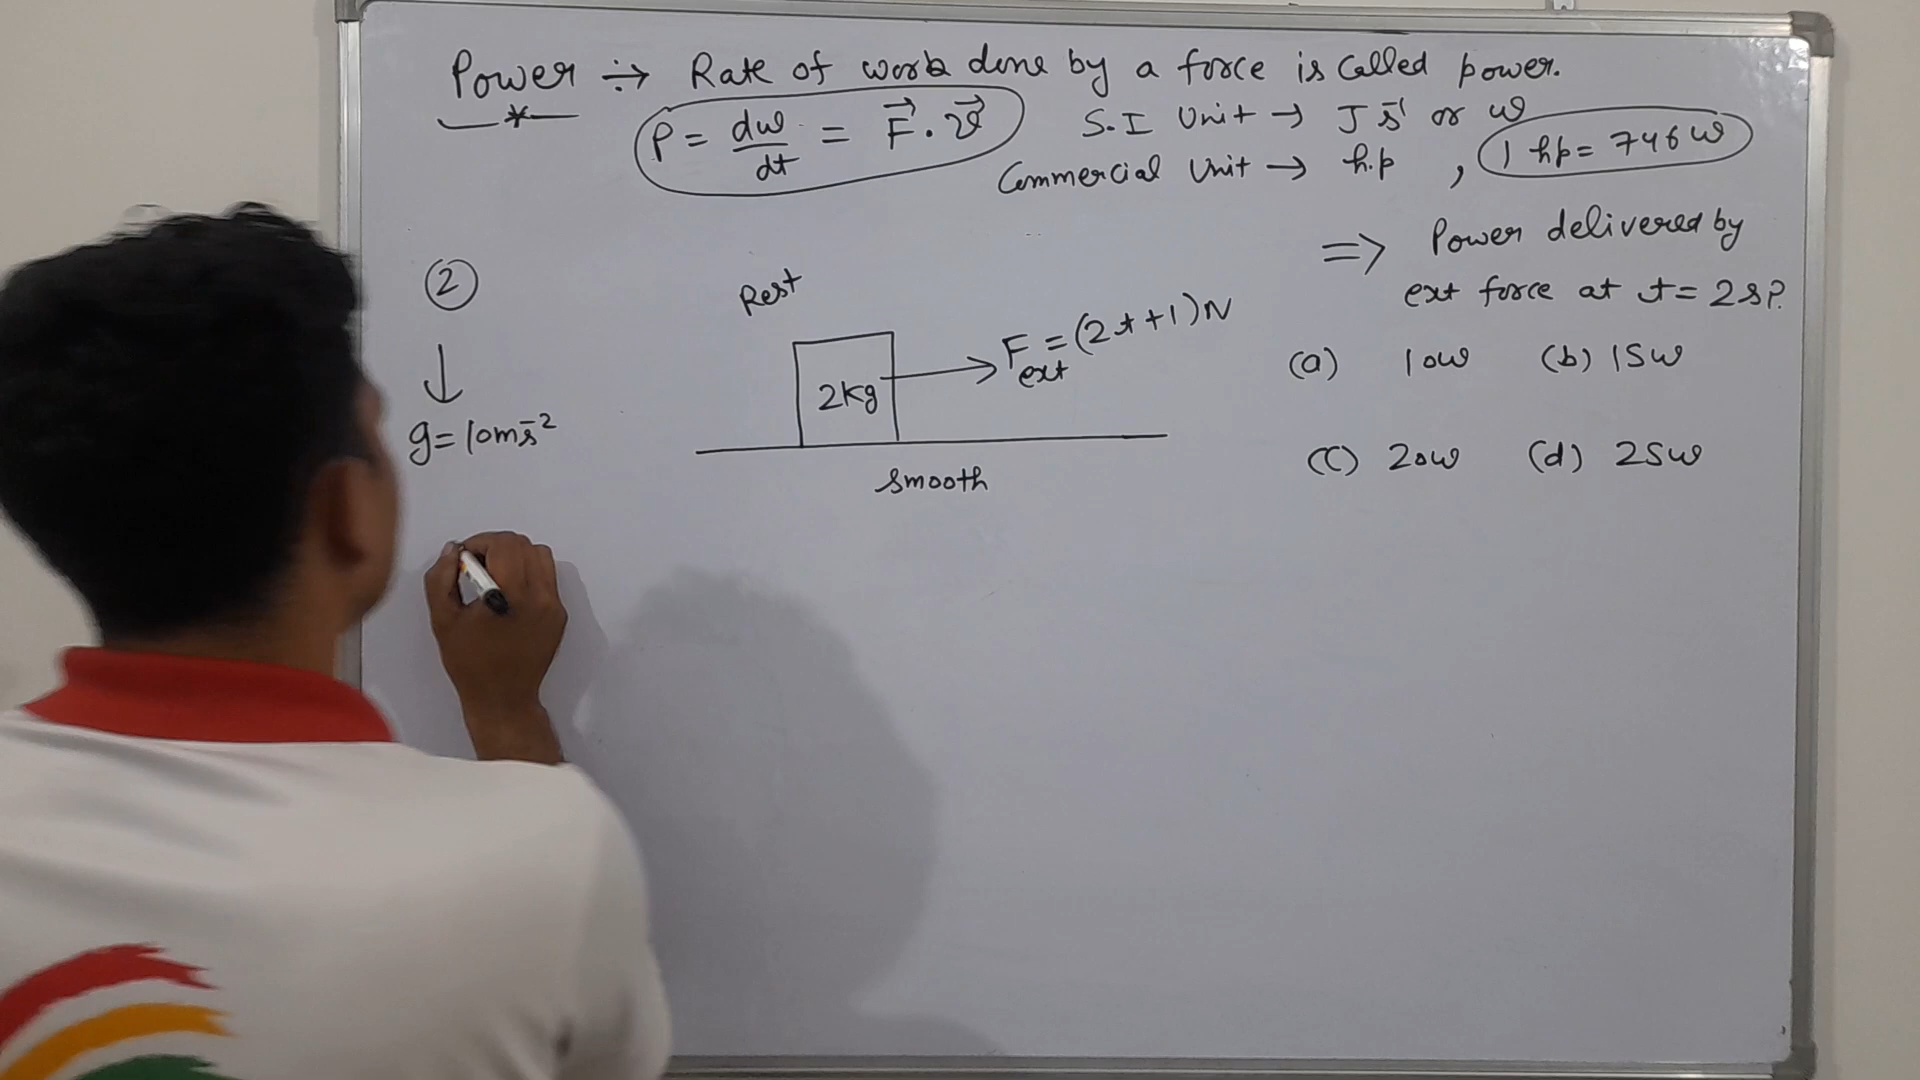 Power ÷→ Rate of work done by a force is called power.
P = dw/dt = F⃗ . v⃗
S.I Unit → J s⁻¹ or w
Commercial Unit → h.p , 1 hp = 746 w
②
↓
g = 10 m s⁻²
Rest
2kg
F ext = (2t + 1) N
smooth
=> Power delivered by
ext force at t = 2 s ?
(a) 10w (b) 15w
(c) 20w (d) 25w